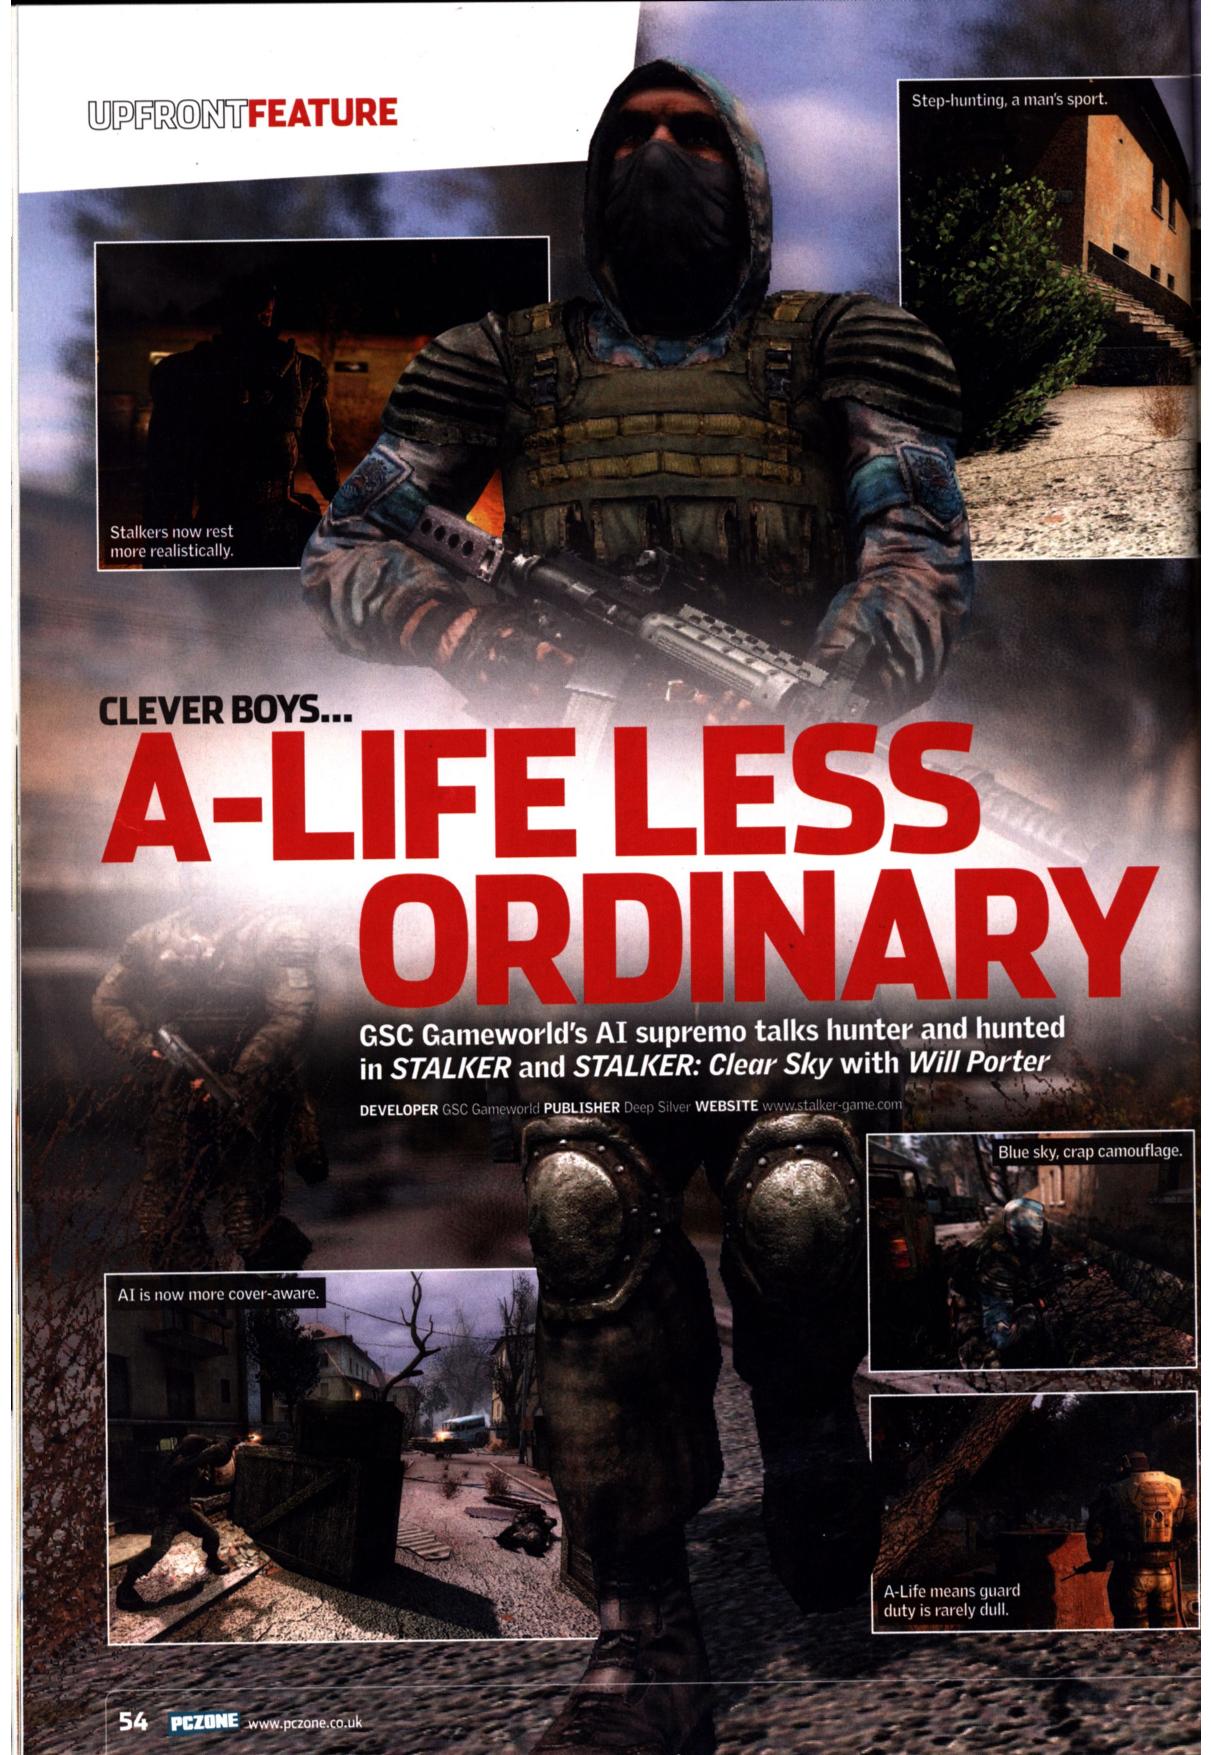 UPFRONTFEATURE
Step-hunting, a man's sport.
Stalkers now rest
more realistically.
CLEVER BOYS...
A-LIFE LESS
ORDINARY
GSC Gameworld's AI supremo talks hunter and hunted
in STALKER and STALKER: Clear Sky with Will Porter
DEVELOPER GSC Gameworld PUBLISHER Deep Silver WEBSITE www.stalker-game.com
Blue sky, crap camouflage.
AI is now more cover-aware.
A-Life means guard
duty is rarely dull.
54 PCZONE www.pczone.co.uk